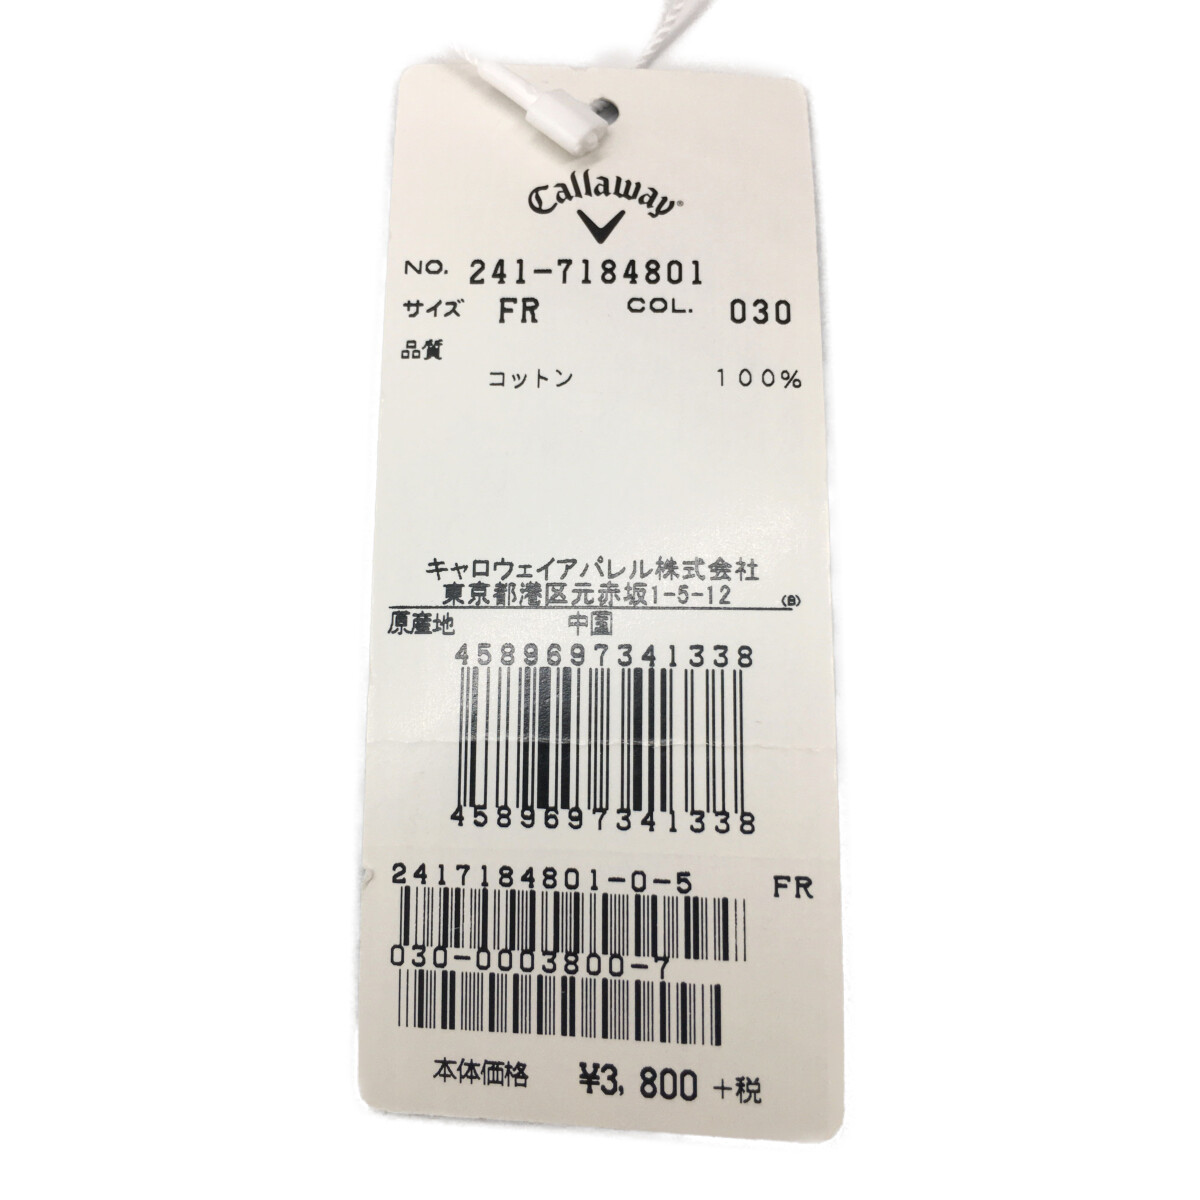 Callaway
NO. 241-7184801
サイズ FR COL. 030
品質
コットン 100%
キャロウェイアパレル株式会社
東京都港区元赤坂1-5-12
原産地 中国
4589697341338
4589697341338
2417184801-0-5 FR
030-0003800-7
本体価格 ¥3,800 +税